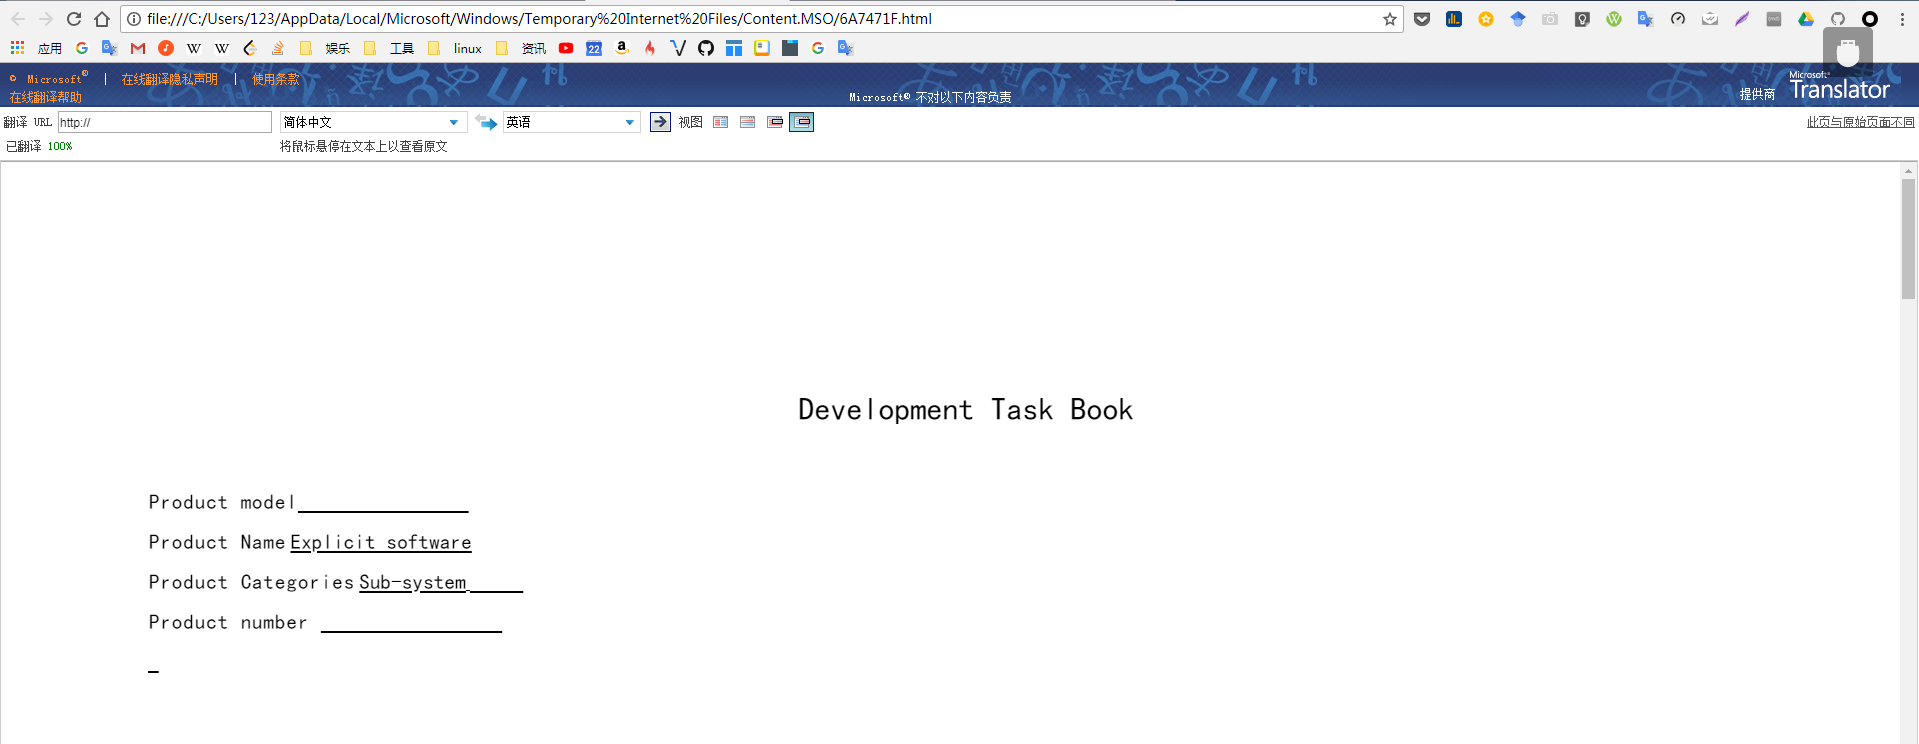 file:///C:/Users/123/AppData/Local/Microsoft/Windows/Temporary%20Internet%20Files/Content.MSO/6A7471F.html
应用 娱乐 工具 linux 资讯 22
© Microsoft® | 在线翻译隐私声明 | 使用条款
在线翻译帮助
Microsoft® 不对以下内容负责
提供商 Microsoft® Translator
翻译 URL http:// 简体中文 英语 视图 此页与原始页面不同
已翻译 100% 将鼠标悬停在文本上以查看原文
Development Task Book
Product model
Product Name Explicit software
Product Categories Sub-system
Product number